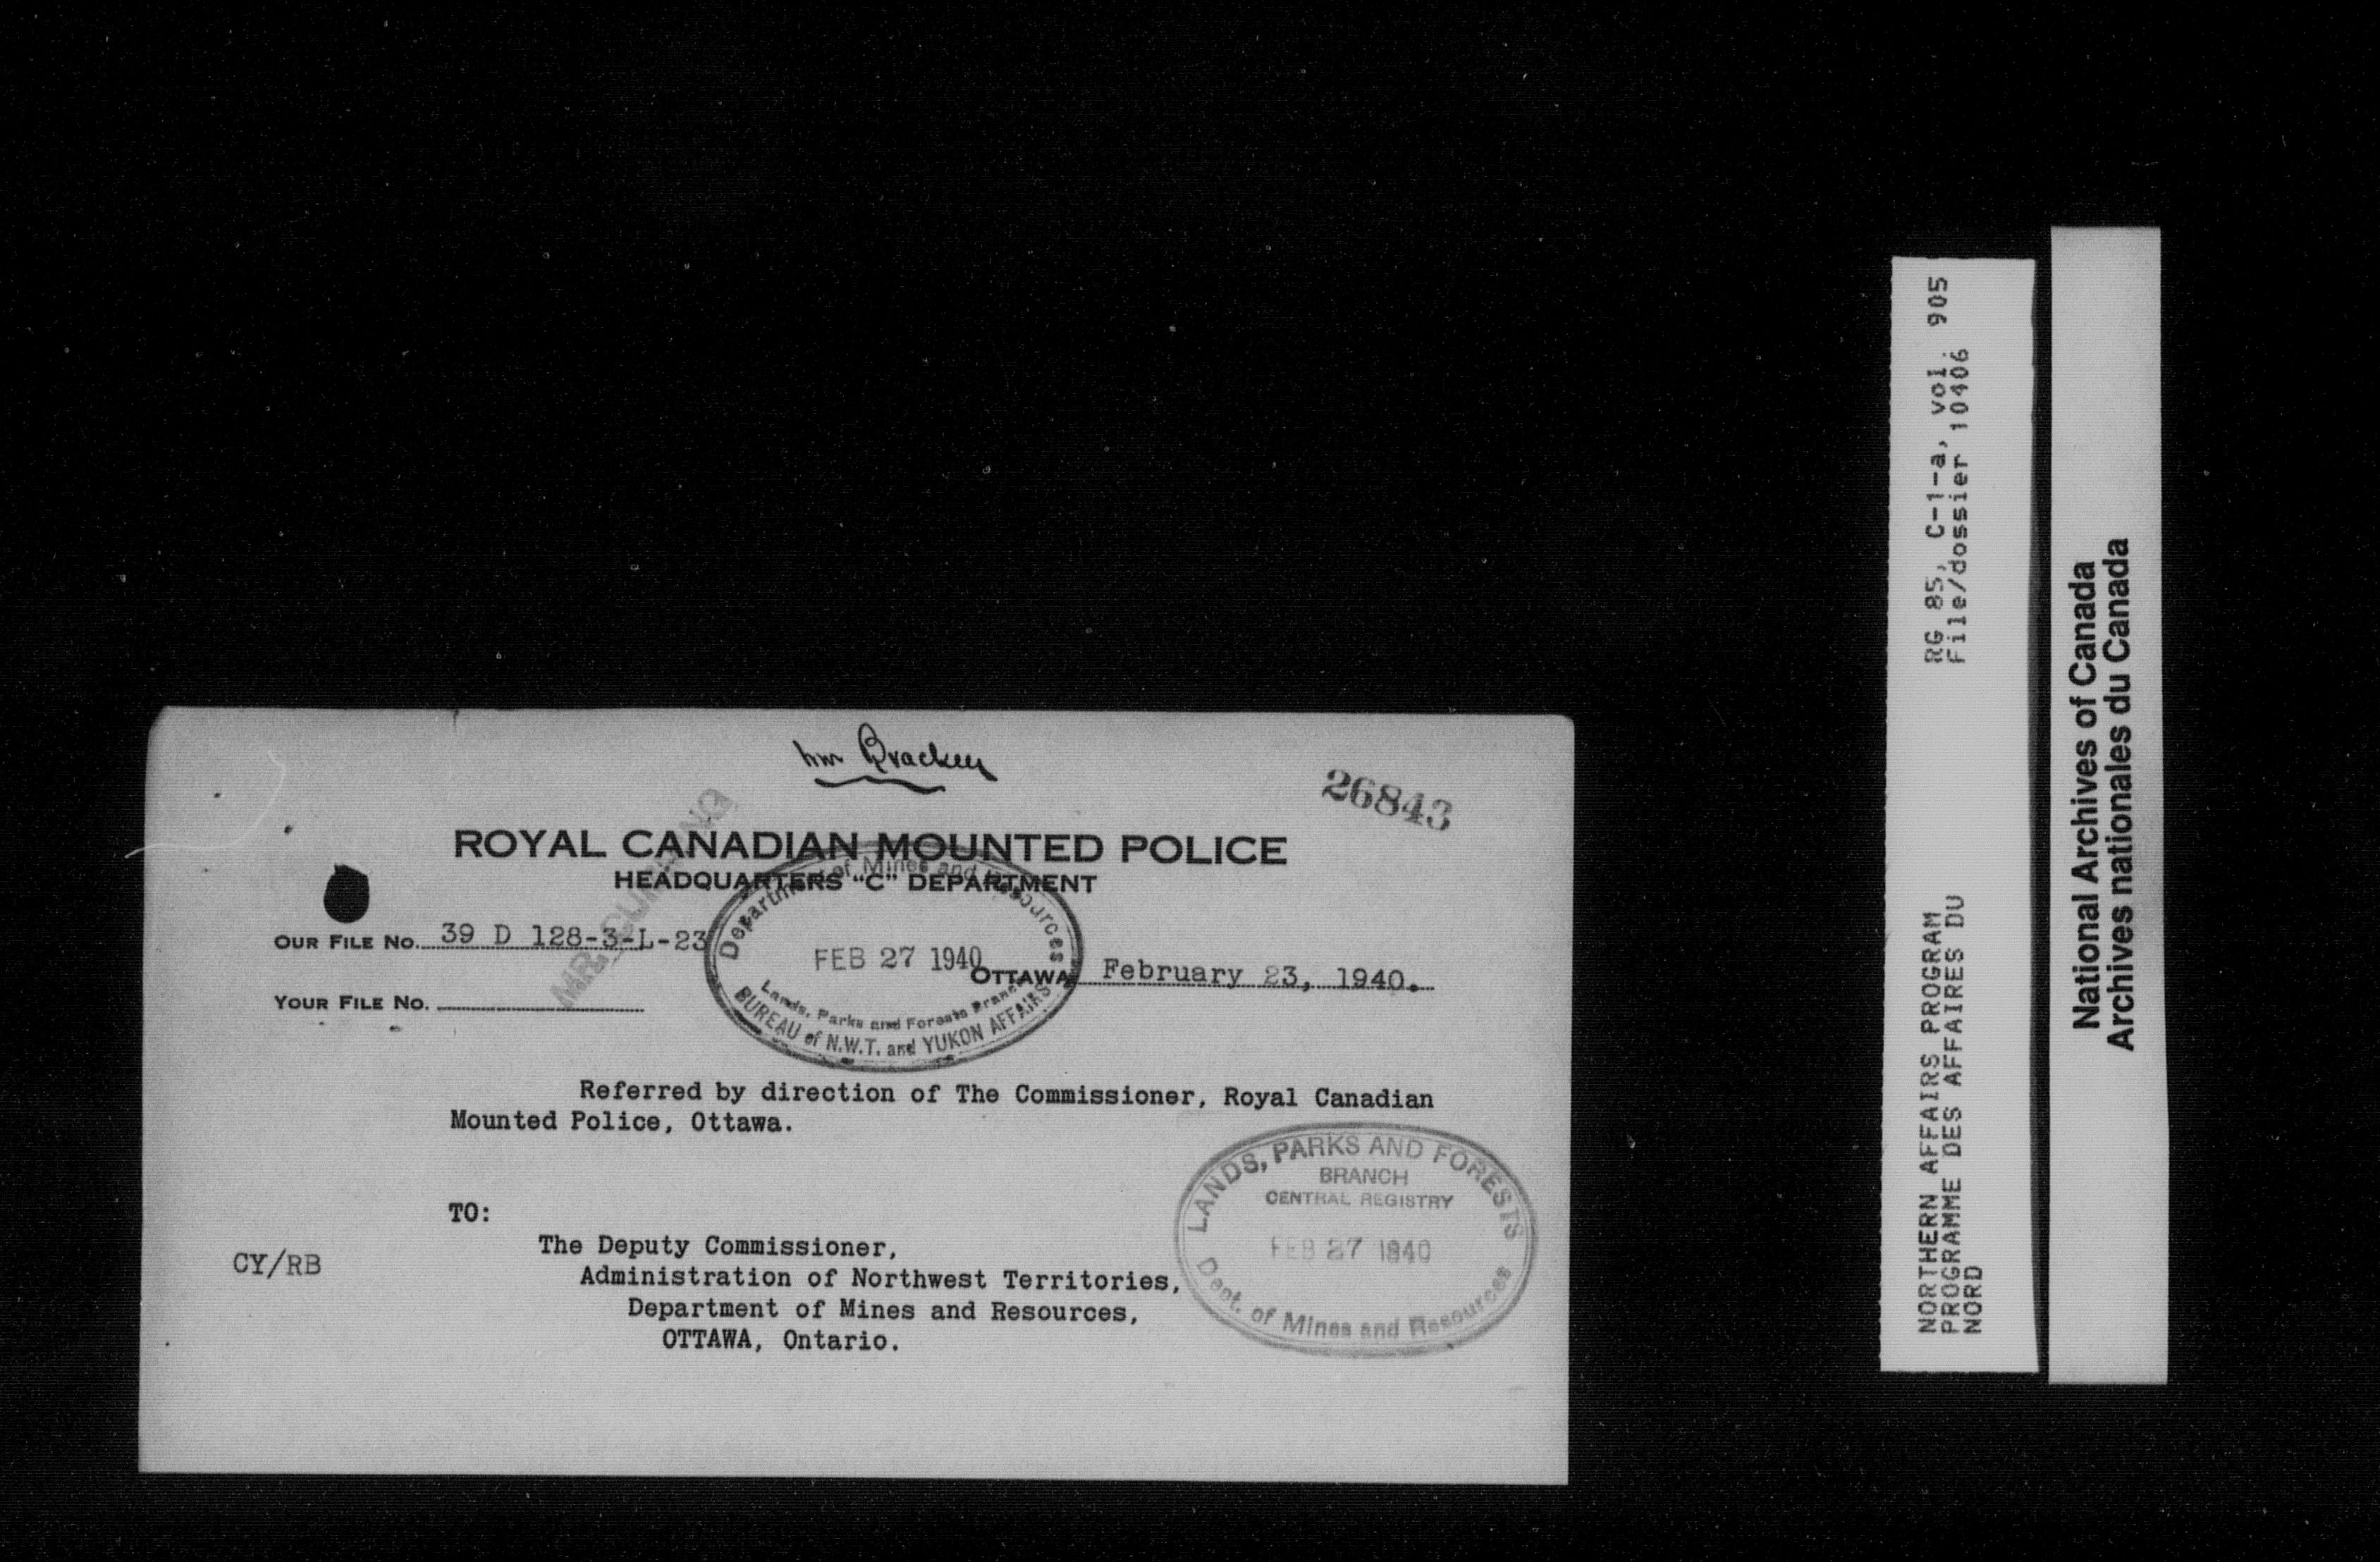 Mr Bracken
26843
ROYAL CANADIAN MOUNTED POLICE
HEADQUARTERS "C" DEPARTMENT
OUR FILE NO. 39 D 128-3-L-23
YOUR FILE NO.
Department of Mines and Resources
FEB 27 1940
Lands, Parks and Forests Branch
BUREAU of N.W.T. and YUKON AFFAIRS
OTTAWA February 23, 1940.
Referred by direction of The Commissioner, Royal Canadian
Mounted Police, Ottawa.
LANDS, PARKS AND FORESTS
BRANCH
CENTRAL REGISTRY
FEB 27 1940
Dept. of Mines and Resources
TO:
The Deputy Commissioner,
Administration of Northwest Territories,
Department of Mines and Resources,
OTTAWA, Ontario.
CY/RB
RG 85, C-1-a, vol. 905
File/dossier 10406
NORTHERN AFFAIRS PROGRAM
PROGRAMME DES AFFAIRES DU
NORD
National Archives of Canada
Archives nationales du Canada